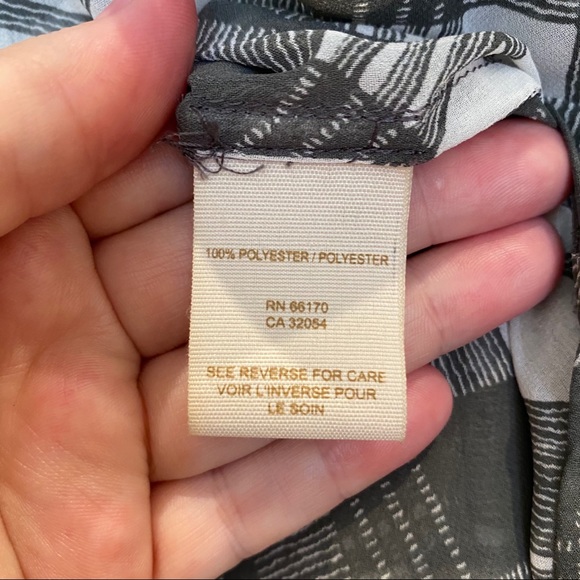 100% POLYESTER / POLYESTER
RN 66170
CA 32054
SEE REVERSE FOR CARE
VOIR L'INVERSE POUR
LE SOIN